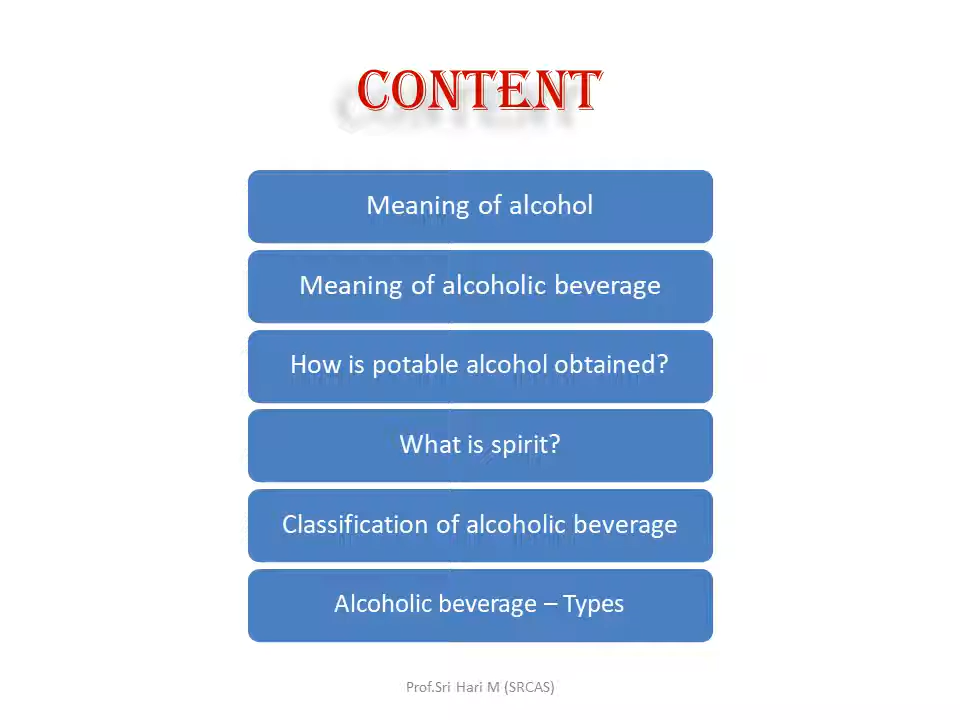 CONTENT
Meaning of alcohol
Meaning of alcoholic beverage
How is potable alcohol obtained?
What is spirit?
Classification of alcoholic beverage
Alcoholic beverage – Types
Prof.Sri Hari M (SRCAS)